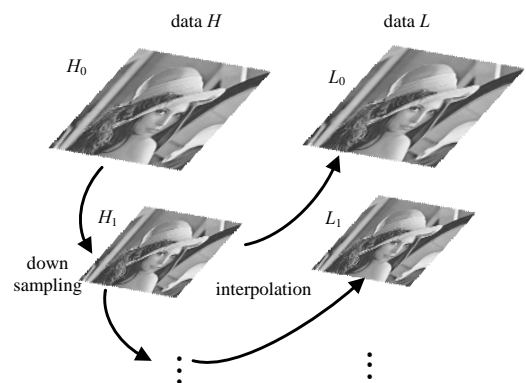 data H
data L
H0
L0
H1
L1
down
sampling
interpolation